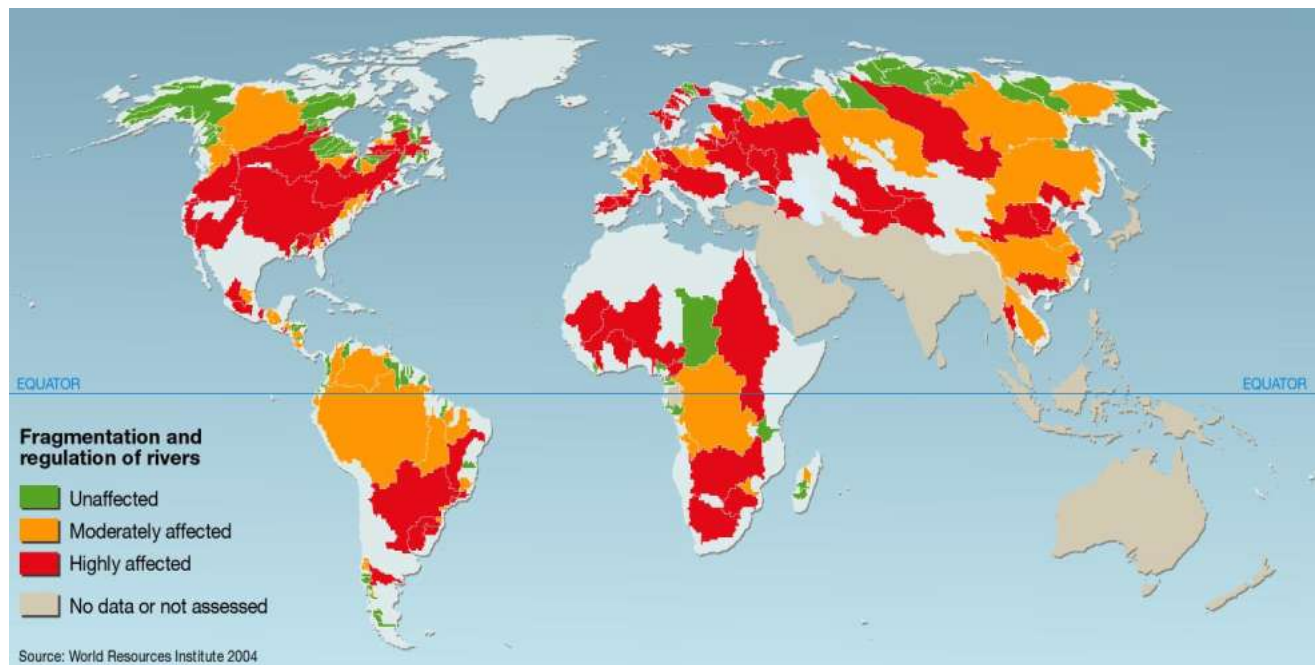 EQUATOR
EQUATOR
Fragmentation and
regulation of rivers
Unaffected
Moderately affected
Highly affected
No data or not assessed
Source: World Resources Institute 2004